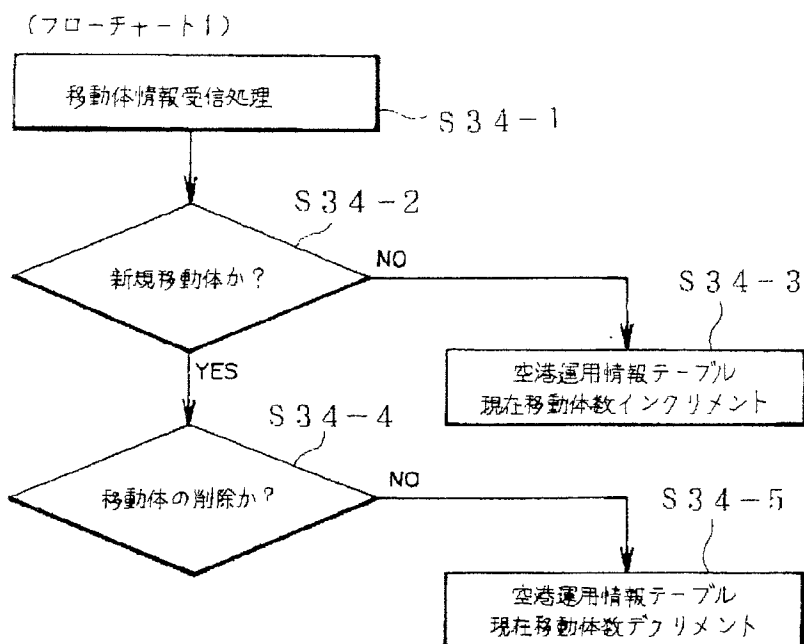 (フローチャート1)
移動体情報受信処理
S34-1
S34-2
新規移動体か?
NO
S34-3
YES
空港運用情報テーブル
現在移動体数インクリメント
S34-4
移動体の削除か?
NO
S34-5
空港運用情報テーブル
現在移動体数デクリメント